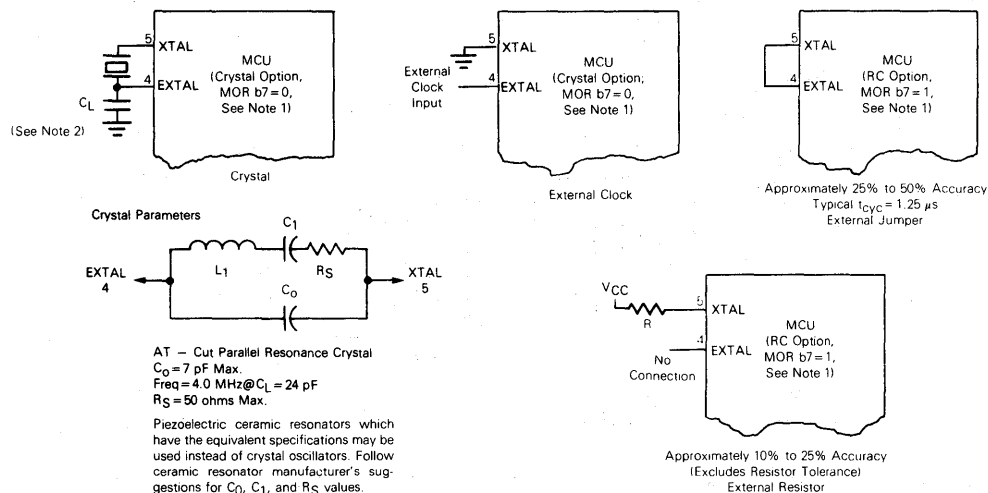 5
XTAL
4
EXTAL
CL
(See Note 2)
MCU
(Crystal Option,
MOR b7=0,
See Note 1)
Crystal
External
Clock
Input
5
XTAL
4
EXTAL
MCU
(Crystal Option,
MOR b7=0,
See Note 1)
External Clock
5
XTAL
4
EXTAL
MCU
(RC Option,
MOR b7=1,
See Note 1)
Approximately 25% to 50% Accuracy
Typical tcyc=1.25 μs
External Jumper
Crystal Parameters
C1
L1
RS
EXTAL
4
XTAL
5
Co
AT – Cut Parallel Resonance Crystal
Co=7 pF Max.
Freq=4.0 MHz@CL=24 pF
RS=50 ohms Max.
Piezoelectric ceramic resonators which
have the equivalent specifications may be
used instead of crystal oscillators. Follow
ceramic resonator manufacturer's sug-
gestions for C0, C1, and RS values.
VCC
R
5
XTAL
4
EXTAL
No
Connection
MCU
(RC Option,
MOR b7=1,
See Note 1)
Approximately 10% to 25% Accuracy
(Excludes Resistor Tolerance)
External Resistor